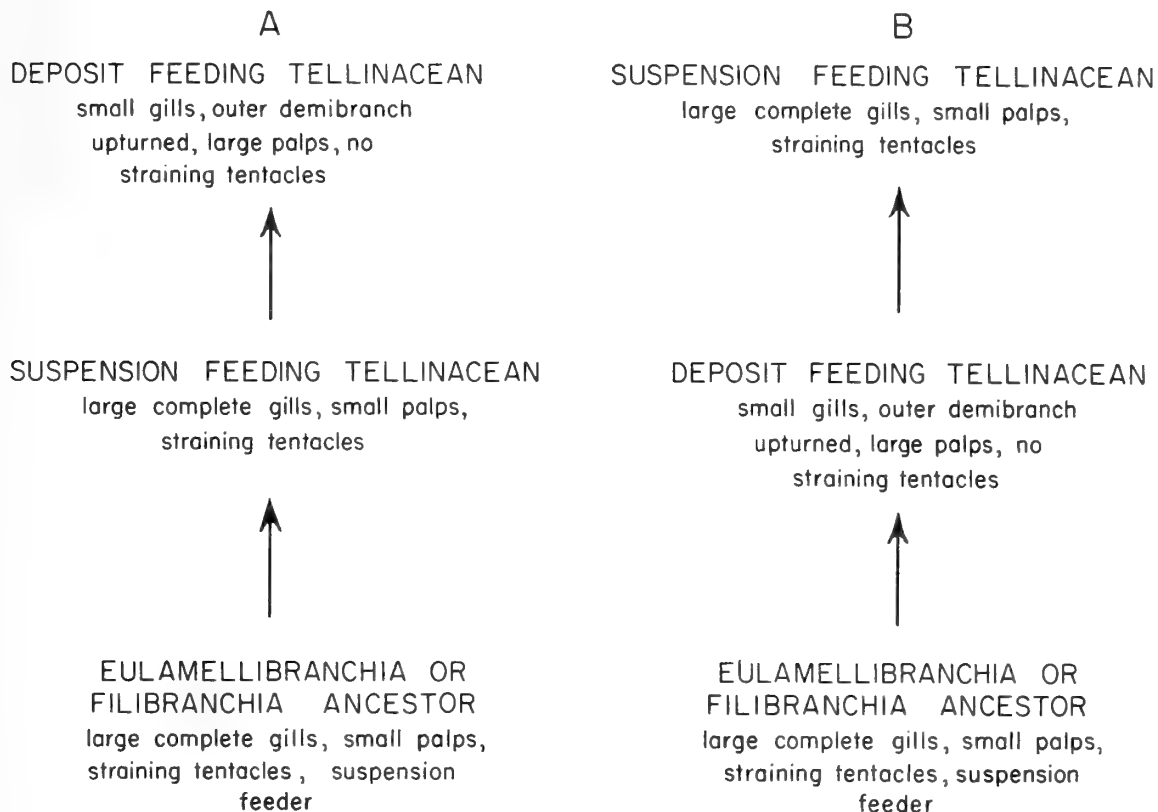 A
DEPOSIT FEEDING TELLINACEAN
small gills, outer demibranch
upturned, large palps, no
straining tentacles
SUSPENSION FEEDING TELLINACEAN
large complete gills, small palps,
straining tentacles
EULAMELLIBRANCHIA OR
FILIBRANCHIA ANCESTOR
large complete gills, small palps,
straining tentacles, suspension
feeder
B
SUSPENSION FEEDING TELLINACEAN
large complete gills, small palps,
straining tentacles
DEPOSIT FEEDING TELLINACEAN
small gills, outer demibranch
upturned, large palps, no
straining tentacles
EULAMELLIBRANCHIA OR
FILIBRANCHIA ANCESTOR
large complete gills, small palps,
straining tentacles, suspension
feeder